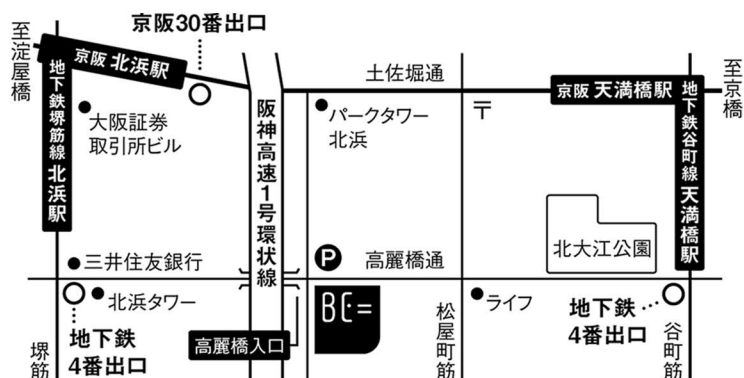 京阪30番出口
至淀屋橋
京阪 北浜駅
地下鉄堺筋線 北浜駅
大阪証券
取引所ビル
阪神高速1号環状線
土佐堀通
パークタワー
北浜
〒
京阪 天満橋駅
至京橋
地下鉄谷町線 天満橋駅
北大江公園
三井住友銀行
P
高麗橋通
北浜タワー
地下鉄
4番出口
堺筋
高麗橋入口
BE=
松屋町筋
ライフ
地下鉄
4番出口
谷町筋